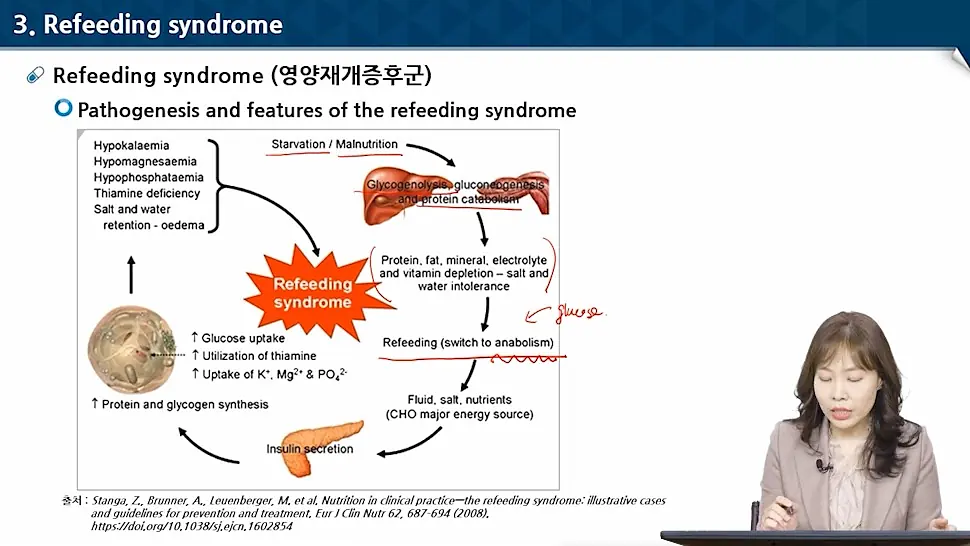 3. Refeeding syndrome
Refeeding syndrome (영양재개증후군)
Pathogenesis and features of the refeeding syndrome
Hypokalaemia
Hypomagnesaemia
Hypophosphataemia
Thiamine deficiency
Salt and water
retention - oedema
Starvation / Malnutrition
Glycogenolysis, gluconeogenesis
and protein catabolism
Protein, fat, mineral, electrolyte
and vitamin depletion – salt and
water intolerance
glucose
Refeeding (switch to anabolism)
Fluid, salt, nutrients
(CHO major energy source)
Insulin secretion
↑ Protein and glycogen synthesis
↑ Glucose uptake
↑ Utilization of thiamine
↑ Uptake of K⁺, Mg²⁺ & PO₄²⁻
Refeeding
syndrome
출처 : Stanga, Z., Brunner, A., Leuenberger, M. et al. Nutrition in clinical practice—the refeeding syndrome: illustrative cases
and guidelines for prevention and treatment. Eur J Clin Nutr 62, 687-694 (2008).
https://doi.org/10.1038/sj.ejcn.1602854